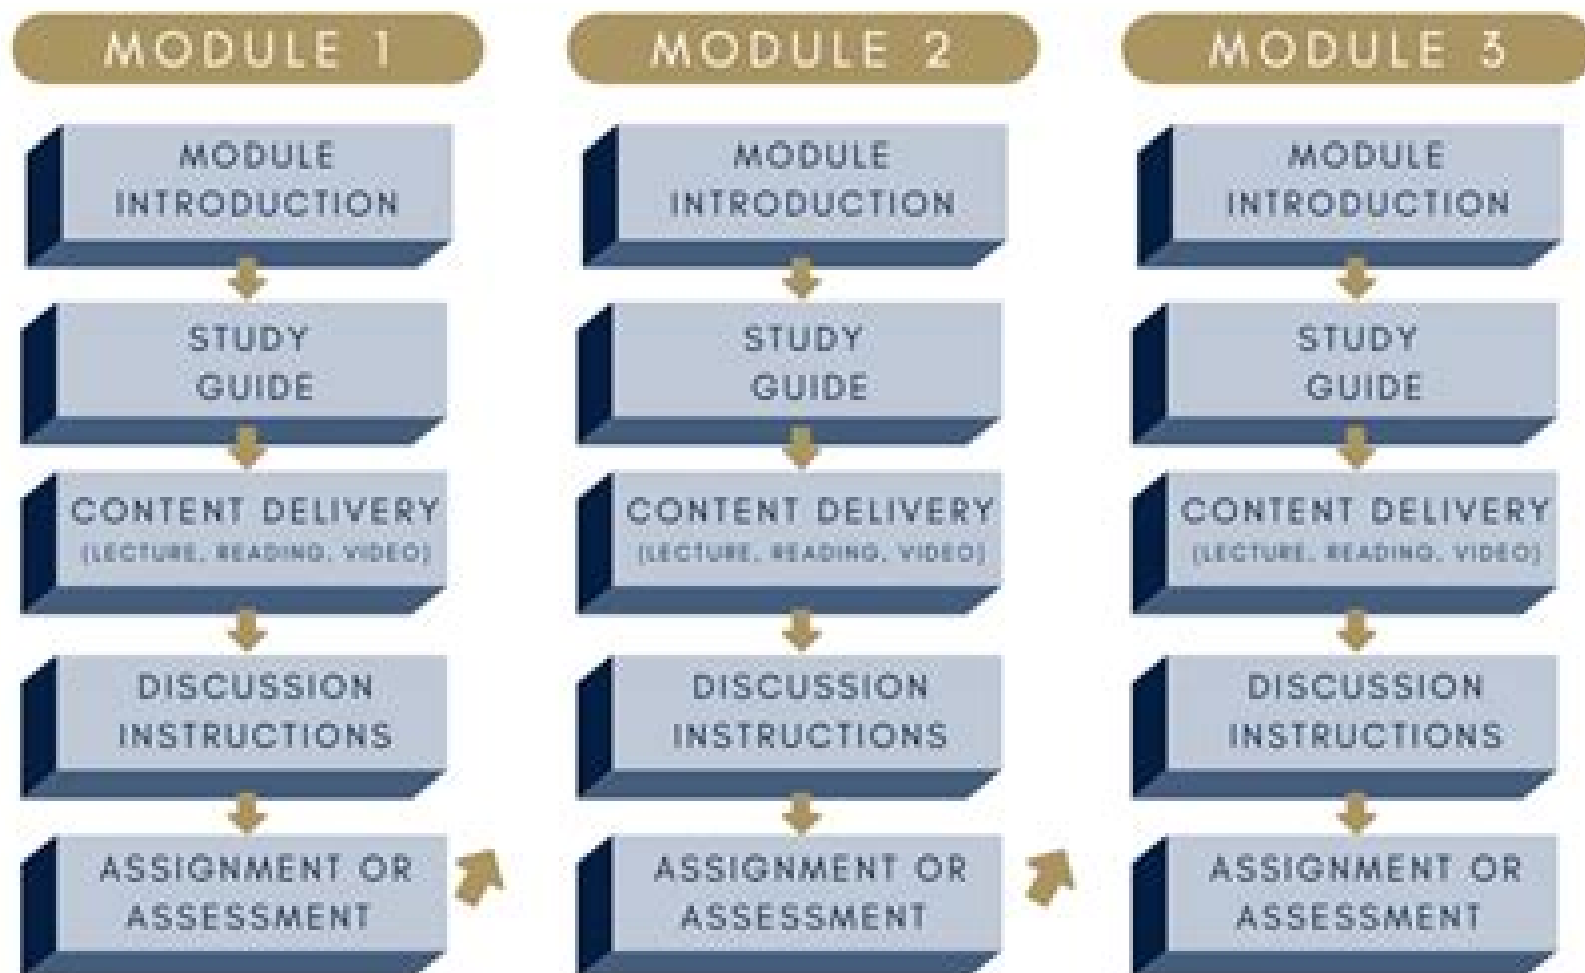 MODULE 1
MODULE
INTRODUCTION
STUDY
GUIDE
CONTENT DELIVERY
(LECTURE, READING, VIDEO)
DISCUSSION
INSTRUCTIONS
ASSIGNMENT OR
ASSESSMENT
MODULE 2
MODULE
INTRODUCTION
STUDY
GUIDE
CONTENT DELIVERY
(LECTURE, READING, VIDEO)
DISCUSSION
INSTRUCTIONS
ASSIGNMENT OR
ASSESSMENT
MODULE 3
MODULE
INTRODUCTION
STUDY
GUIDE
CONTENT DELIVERY
(LECTURE, READING, VIDEO)
DISCUSSION
INSTRUCTIONS
ASSIGNMENT OR
ASSESSMENT